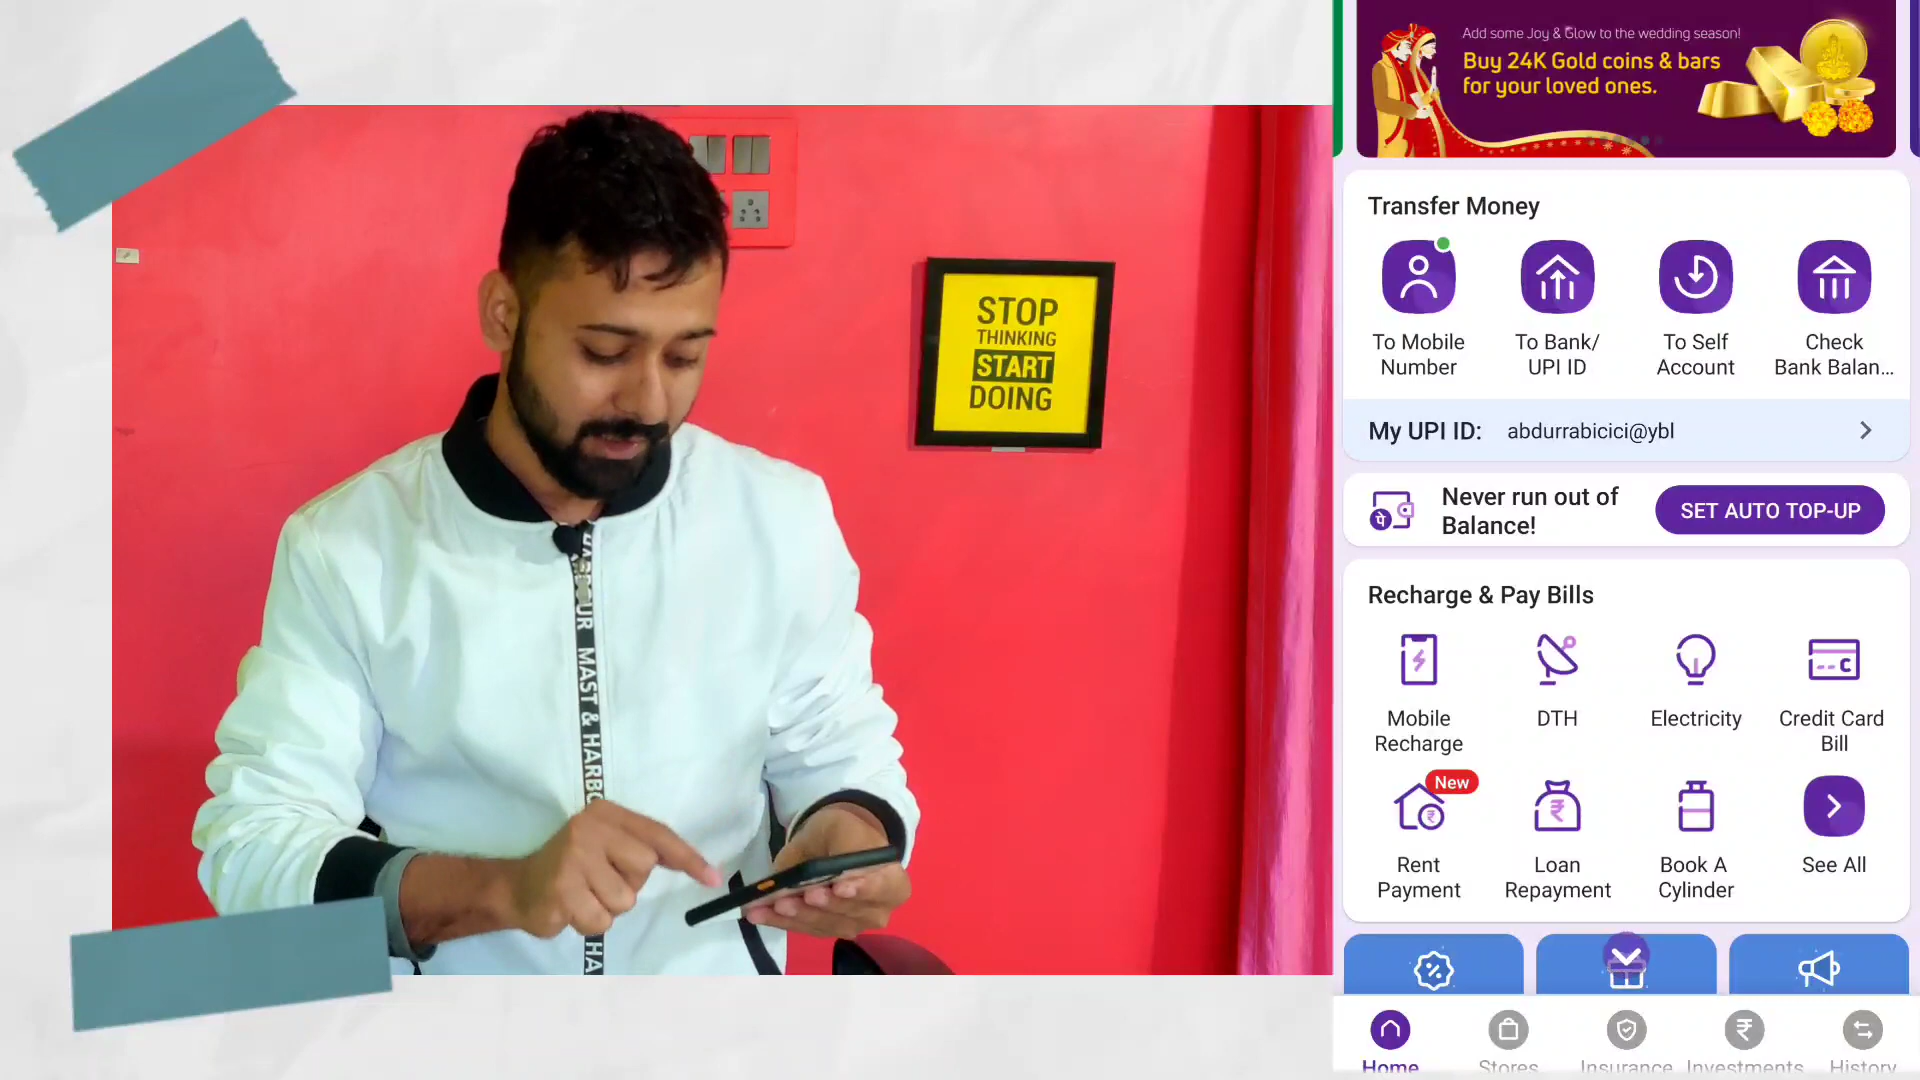 STOP
THINKING
START
DOING
MAST & HARBO
HA
Add some Joy & Glow to the wedding season!
Buy 24K Gold coins & bars
for your loved ones.
Transfer Money
To Mobile
Number
To Bank/
UPI ID
To Self
Account
Check
Bank Balan...
My UPI ID: abdurrabicici@ybl
पे
Never run out of
Balance!
SET AUTO TOP-UP
Recharge & Pay Bills
Mobile
Recharge
DTH
Electricity
Credit Card
Bill
New
Rent
Payment
Loan
Repayment
Book A
Cylinder
See All
Home
Stores
Insurance
Investments
History